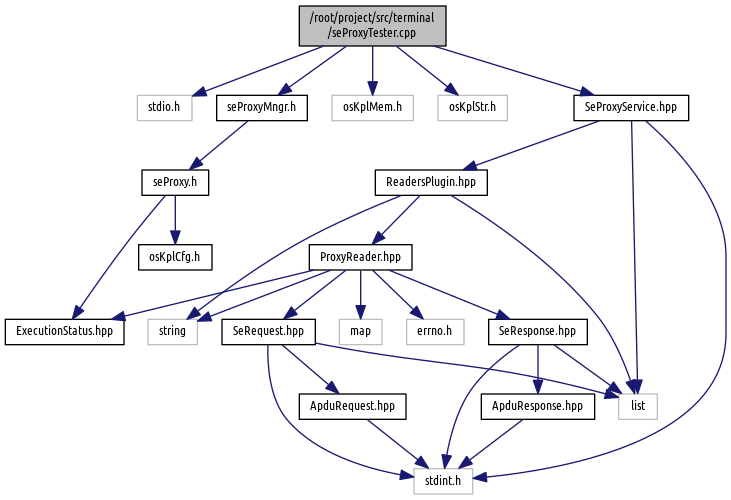 /root/project/src/terminal
/seProxyTester.cpp
stdio.h
seProxyMngr.h
osKplMem.h
osKplStr.h
SeProxyService.hpp
seProxy.h
ReadersPlugin.hpp
osKplCfg.h
ProxyReader.hpp
ExecutionStatus.hpp
string
SeRequest.hpp
map
errno.h
SeResponse.hpp
ApduRequest.hpp
ApduResponse.hpp
list
stdint.h